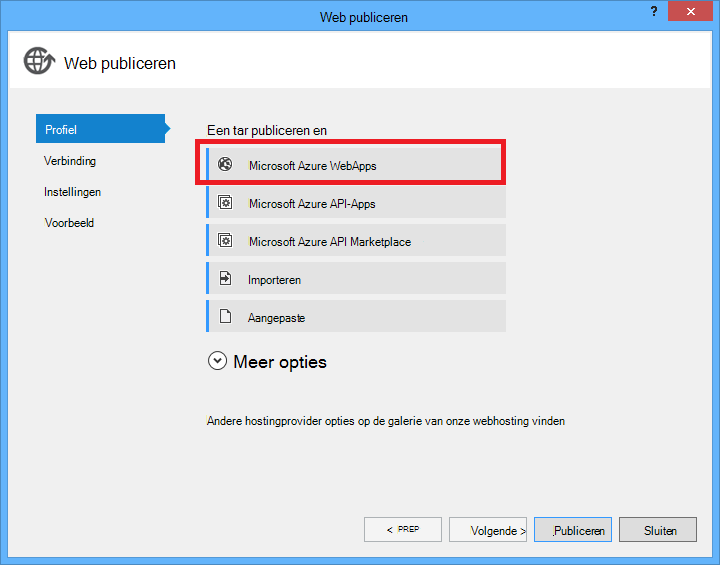 Web publiceren
?
Web publiceren
Profiel
Verbinding
Instellingen
Voorbeeld
Een tar publiceren en
Microsoft Azure WebApps
Microsoft Azure API-Apps
Microsoft Azure API Marketplace
Importeren
Aangepaste
Meer opties
Andere hostingprovider opties op de galerie van onze webhosting vinden
< PREP
Volgende >
.Publiceren
Sluiten